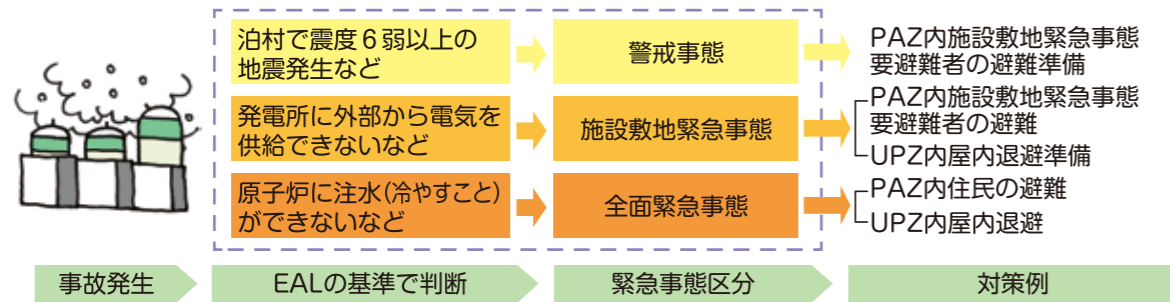 泊村で震度6弱以上の
地震発生など
警戒事態
PAZ内施設敷地緊急事態
要避難者の避難準備
発電所に外部から電気を
供給できないなど
施設敷地緊急事態
PAZ内施設敷地緊急事態
要避難者の避難
UPZ内屋内退避準備
原子炉に注水(冷やすこと)
ができないなど
全面緊急事態
PAZ内住民の避難
UPZ内屋内退避
事故発生
EALの基準で判断
緊急事態区分
対策例